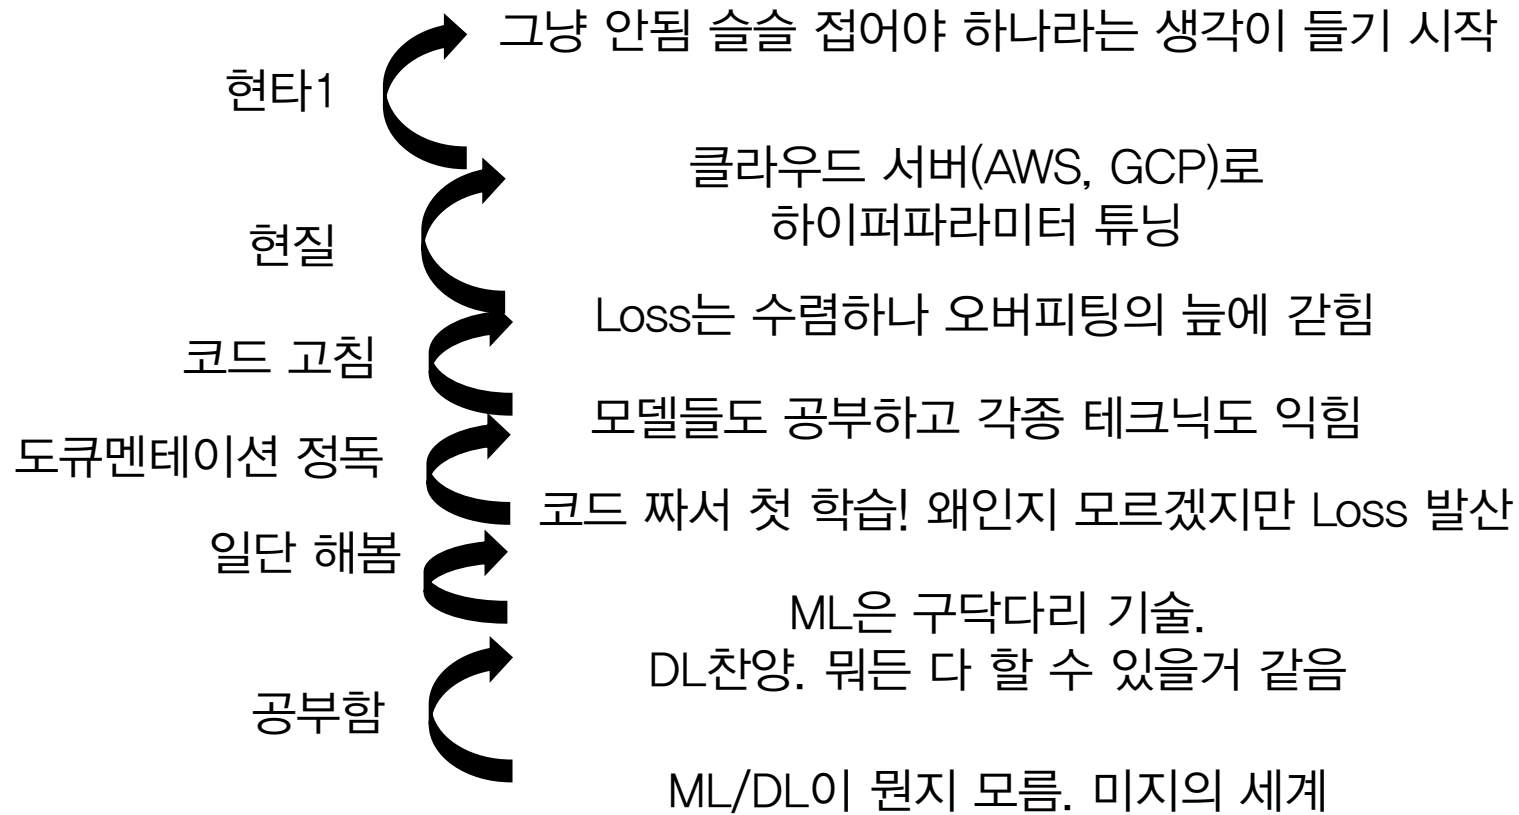 그냥 안됨 슬슬 접어야 하나라는 생각이 들기 시작
현타1
클라우드 서버(AWS, GCP)로
하이퍼파라미터 튜닝
현질
Loss는 수렴하나 오버피팅의 늪에 갇힘
코드 고침
모델들도 공부하고 각종 테크닉도 익힘
도큐멘테이션 정독
코드 짜서 첫 학습! 왜인지 모르겠지만 Loss 발산
일단 해봄
ML은 구닥다리 기술.
DL찬양. 뭐든 다 할 수 있을거 같음
공부함
ML/DL이 뭔지 모름. 미지의 세계